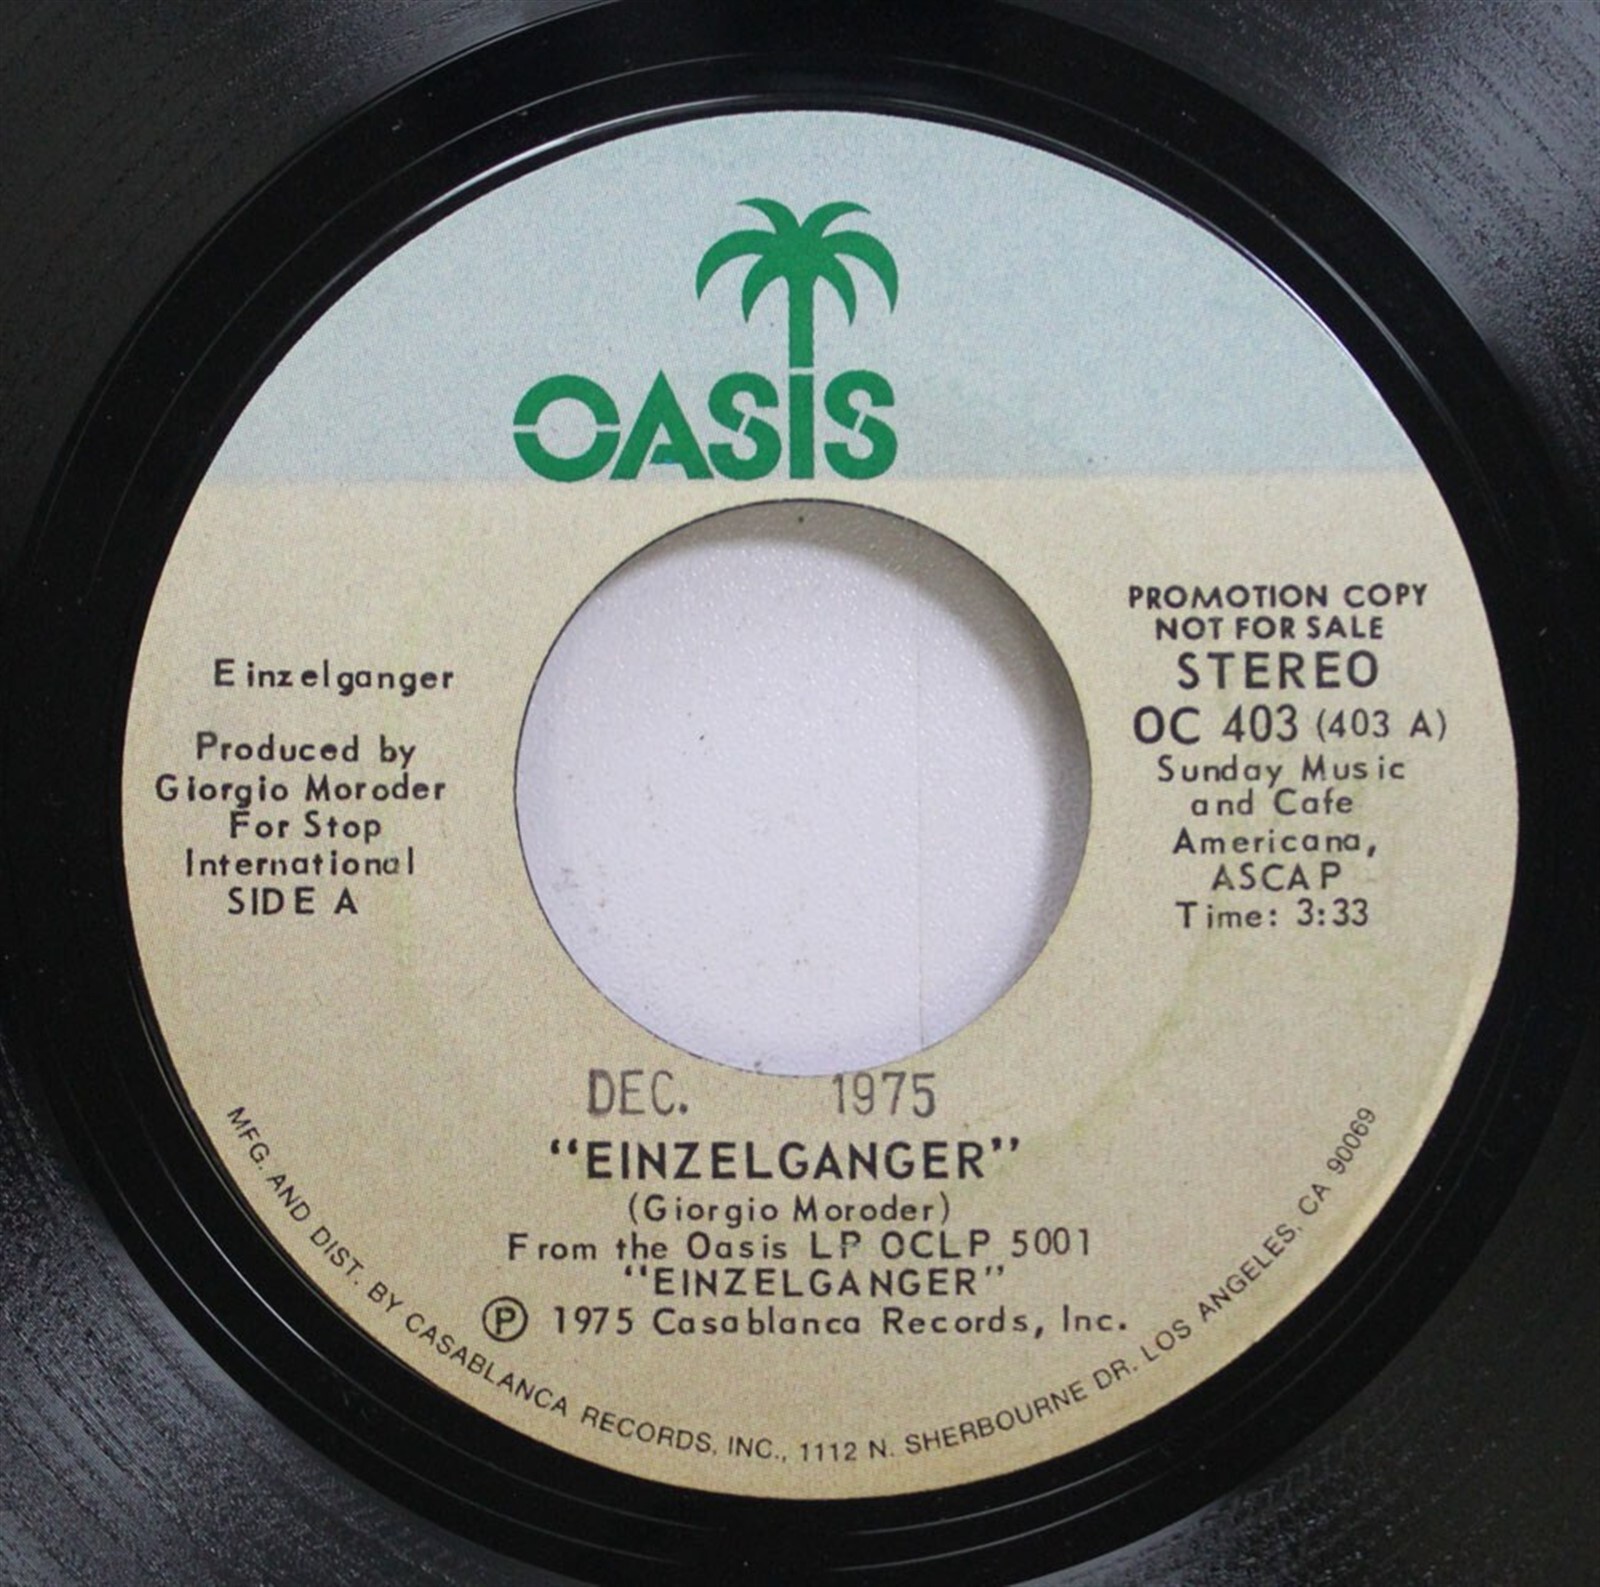 OASIS
Einzelganger
Produced by
Giorgio Moroder
For Stop
International
SIDE A
PROMOTION COPY
NOT FOR SALE
STEREO
OC 403 (403 A)
Sunday Music
and Cafe
Americana,
ASCAP
Time: 3:33
DEC. 1975
“EINZELGANGER”
(Giorgio Moroder)
From the Oasis LP OCLP 5001
“EINZELGANGER”
Ⓟ 1975 Casablanca Records, Inc.
MFG. AND DIST. BY CASABLANCA RECORDS, INC., 1112 N. SHERBOURNE DR. LOS ANGELES, CA 90069